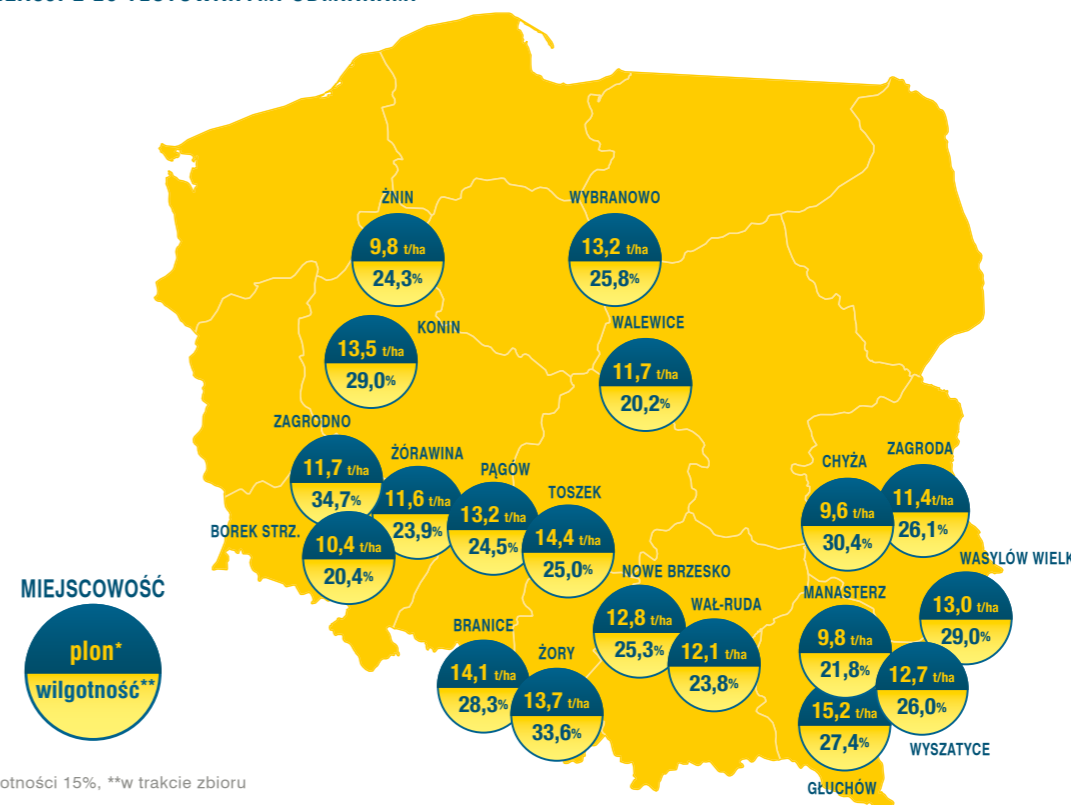 ŻNIN
9,8 t/ha
24,3%
WYBRANOWO
13,2 t/ha
25,8%
KONIN
13,5 t/ha
29,0%
WALEWICE
11,7 t/ha
20,2%
ZAGRODNO
11,7 t/ha
34,7%
ŻÓRAWINA
11,6 t/ha
23,9%
PĄGÓW
13,2 t/ha
24,5%
TOSZEK
14,4 t/ha
25,0%
BOREK STRZ.
10,4 t/ha
20,4%
CHYŻA
9,6 t/ha
30,4%
ZAGRODA
11,4t/ha
26,1%
WASYLÓW WIELK
13,0 t/ha
29,0%
NOWE BRZESKO
12,8 t/ha
25,3%
WAŁ-RUDA
12,1 t/ha
23,8%
MANASTERZ
9,8 t/ha
21,8%
12,7 t/ha
26,0%
WYSZATYCE
15,2 t/ha
27,4%
GŁUCHÓW
BRANICE
14,1 t/ha
28,3%
ŻORY
13,7 t/ha
33,6%
MIEJSCOWOŚĆ
plon*
wilgotność**
otności 15%, **w trakcie zbioru